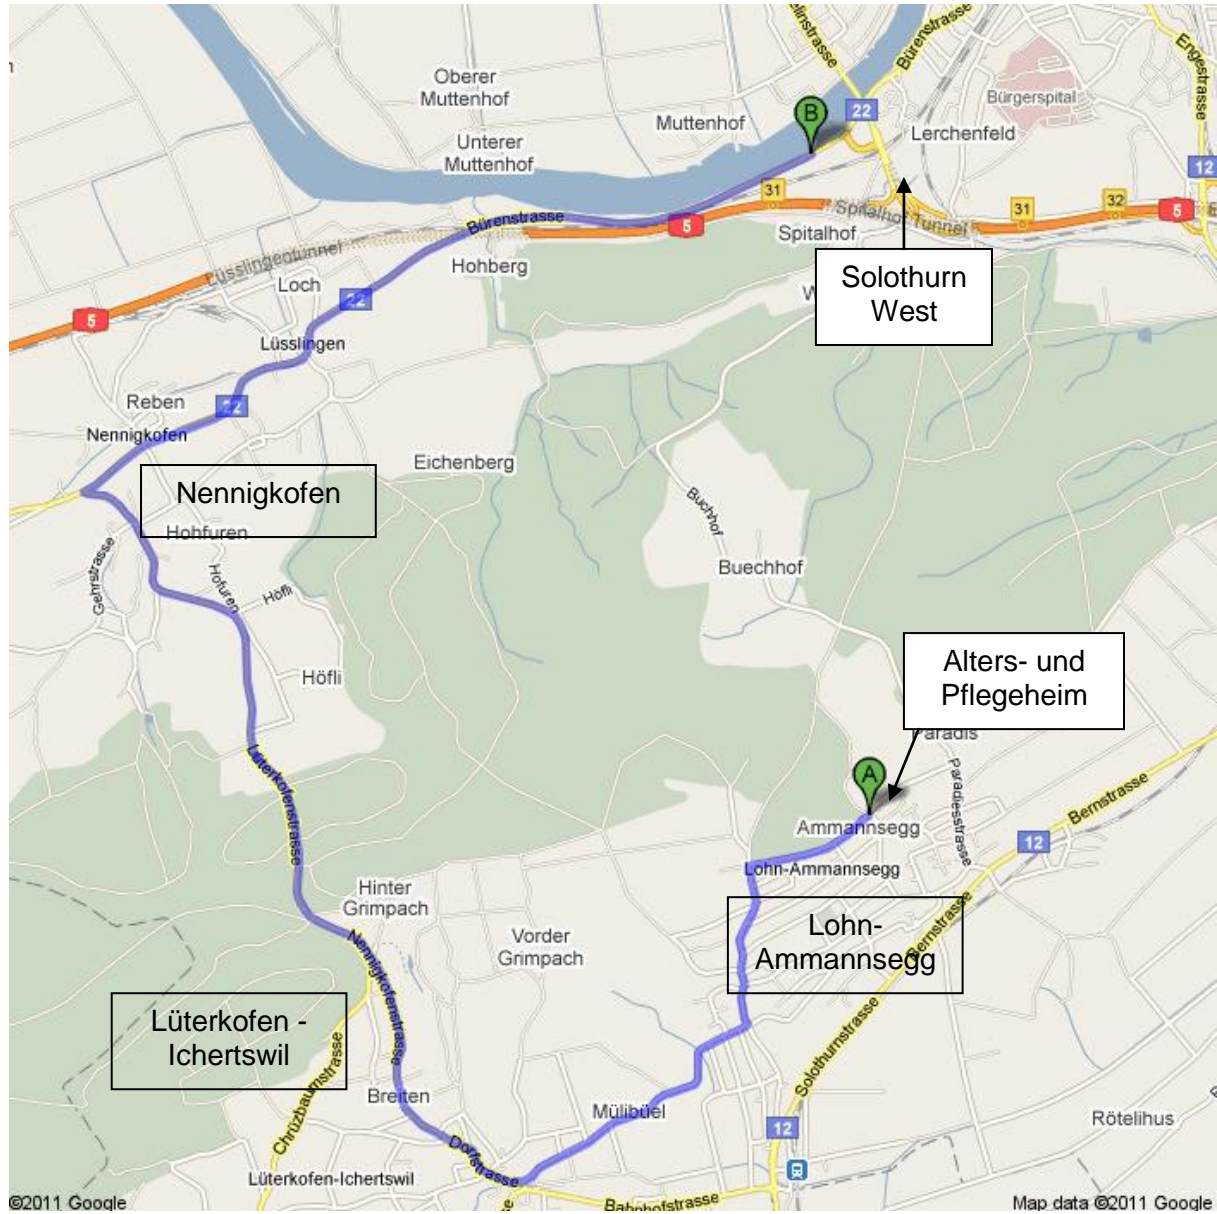 Oberer
Muttenhof
Unterer
Muttenhof
Muttenhof
B
22
Bürenstrasse
Engestrasse
Bürgerspital
Lerchenfeld
12
31
Spitalhof Tunnel
31
32
5
5
Spitalhof
Bürenstrasse
Hohberg
Lüsslingentunnel
Loch
22
5
Lüsslingen
Solothurn
West
Reben
22
Nennigkofen
Eichenberg
Nennigkofen
Hohfuren
Gehrstrasse
Hofuren
Höfli
Höfli
Buchhof
Buechhof
Alters- und
Pflegeheim
Paradis
Paradiesstrasse
A
Ammannsegg
Lohn-Ammannsegg
Bernstrasse
12
Bernstrasse
Lüterkofenstrasse
Hinter
Grimpach
Vorder
Grimpach
Lohn-
Ammannsegg
Nennigkofenstrasse
Lüterkofen -
Ichertswil
Chrüzbaumstrasse
Breiten
Mülibüel
Solothurnstrasse
12
Rötelihus
Dorfstrasse
Lüterkofen-Ichertswil
Bahnhofstrasse
©2011 Google
Map data ©2011 Google